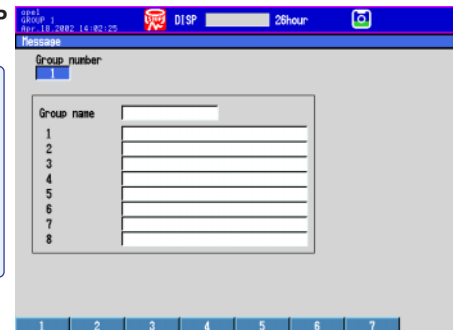 opel
GROUP 1
Apr.18.2002 14:02:25
DISP
26hour
Message
Group number
1
Group name
1
2
3
4
5
6
7
8
1 2 3 4 5 6 7